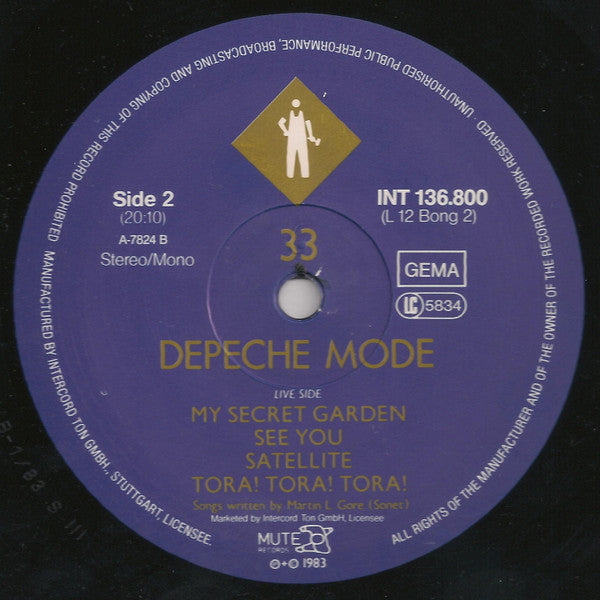 UNAUTHORISED PUBLIC PERFORMANCE, BROADCASTING AND COPYING OF THIS RECORD PROHIBITED MANUFACTURED BY INTERCORD TON GMBH., STUTTGART, LICENSEE. ALL RIGHTS OF THE MANUFACTURER AND OF THE OWNER OF THE RECORDED WORK RESERVED
Side 2
(20:10)
A-7824 B
Stereo/Mono
INT 136.800
(L 12 Bong 2)
33
GEMA
LC 5834
DEPECHE MODE
LIVE SIDE
MY SECRET GARDEN
SEE YOU
SATELLITE
TORA! TORA! TORA!
Songs written by Martin L. Gore (Sonet)
Marketed by Intercord Ton GmbH, Licensee
MUTE
RECORDS
℗+© 1983